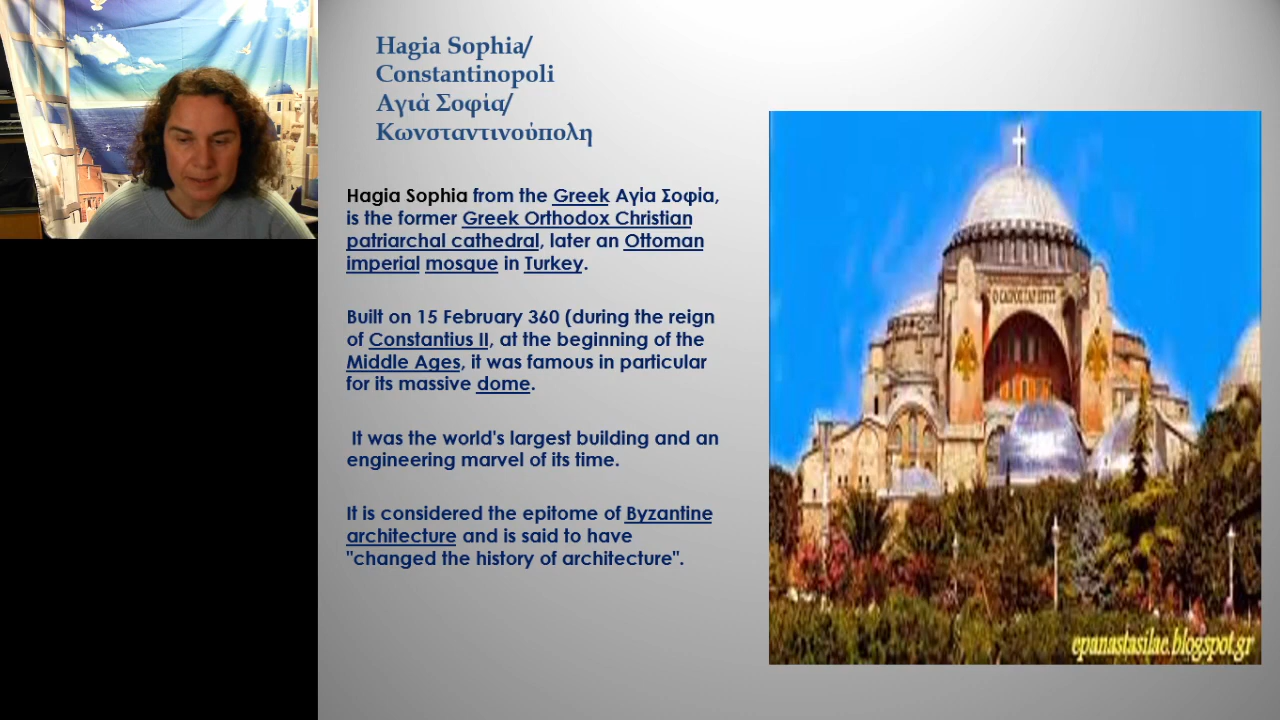 Hagia Sophia/
Constantinopoli
Αγιά Σοφία/
Κωνσταντινούπολη
Hagia Sophia from the Greek Αγία Σοφια,
is the former Greek Orthodox Christian
patriarchal cathedral, later an Ottoman
imperial mosque in Turkey.
Built on 15 February 360 (during the reign
of Constantius II, at the beginning of the
Middle Ages, it was famous in particular
for its massive dome.
It was the world's largest building and an
engineering marvel of its time.
It is considered the epitome of Byzantine
architecture and is said to have
"changed the history of architecture".
epanastasilae.blogspot.gr